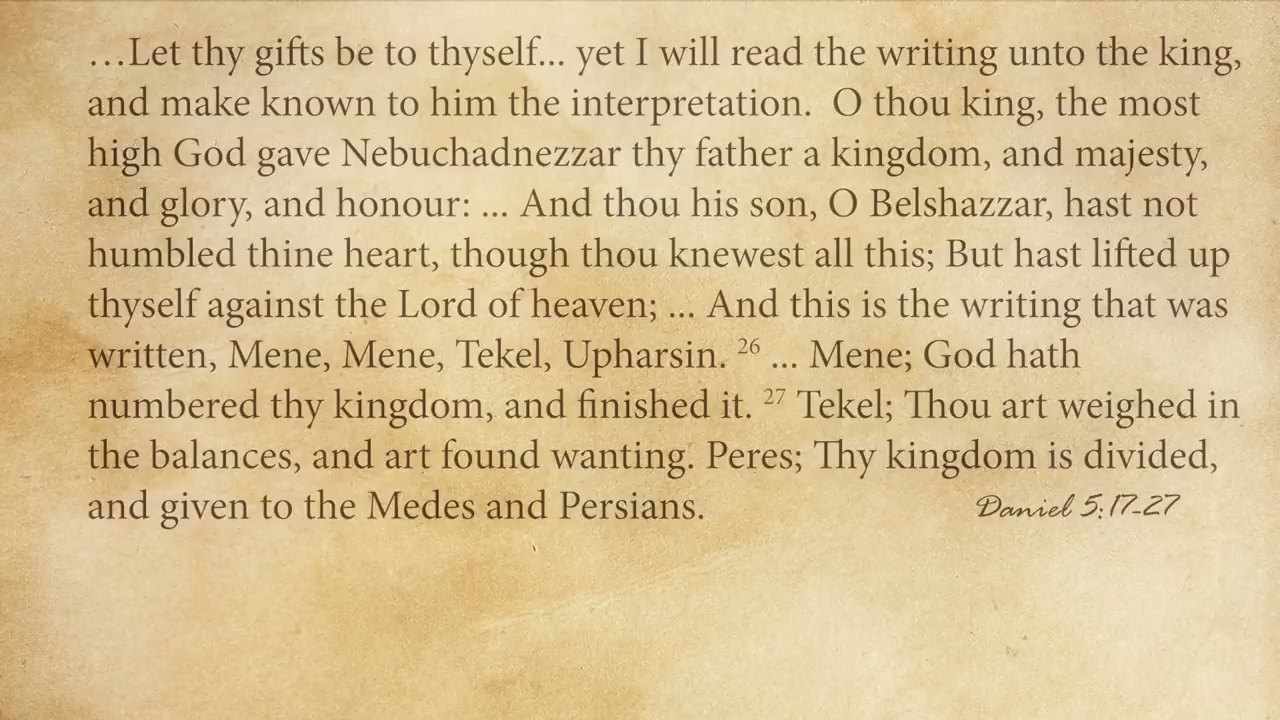 …Let thy gifts be to thyself... yet I will read the writing unto the king,
and make known to him the interpretation.  O thou king, the most
high God gave Nebuchadnezzar thy father a kingdom, and majesty,
and glory, and honour: ... And thou his son, O Belshazzar, hast not
humbled thine heart, though thou knewest all this; But hast lifted up
thyself against the Lord of heaven; ... And this is the writing that was
written, Mene, Mene, Tekel, Upharsin. 26 ... Mene; God hath
numbered thy kingdom, and finished it. 27 Tekel; Thou art weighed in
the balances, and art found wanting. Peres; Thy kingdom is divided,
and given to the Medes and Persians. Daniel 5:17-27